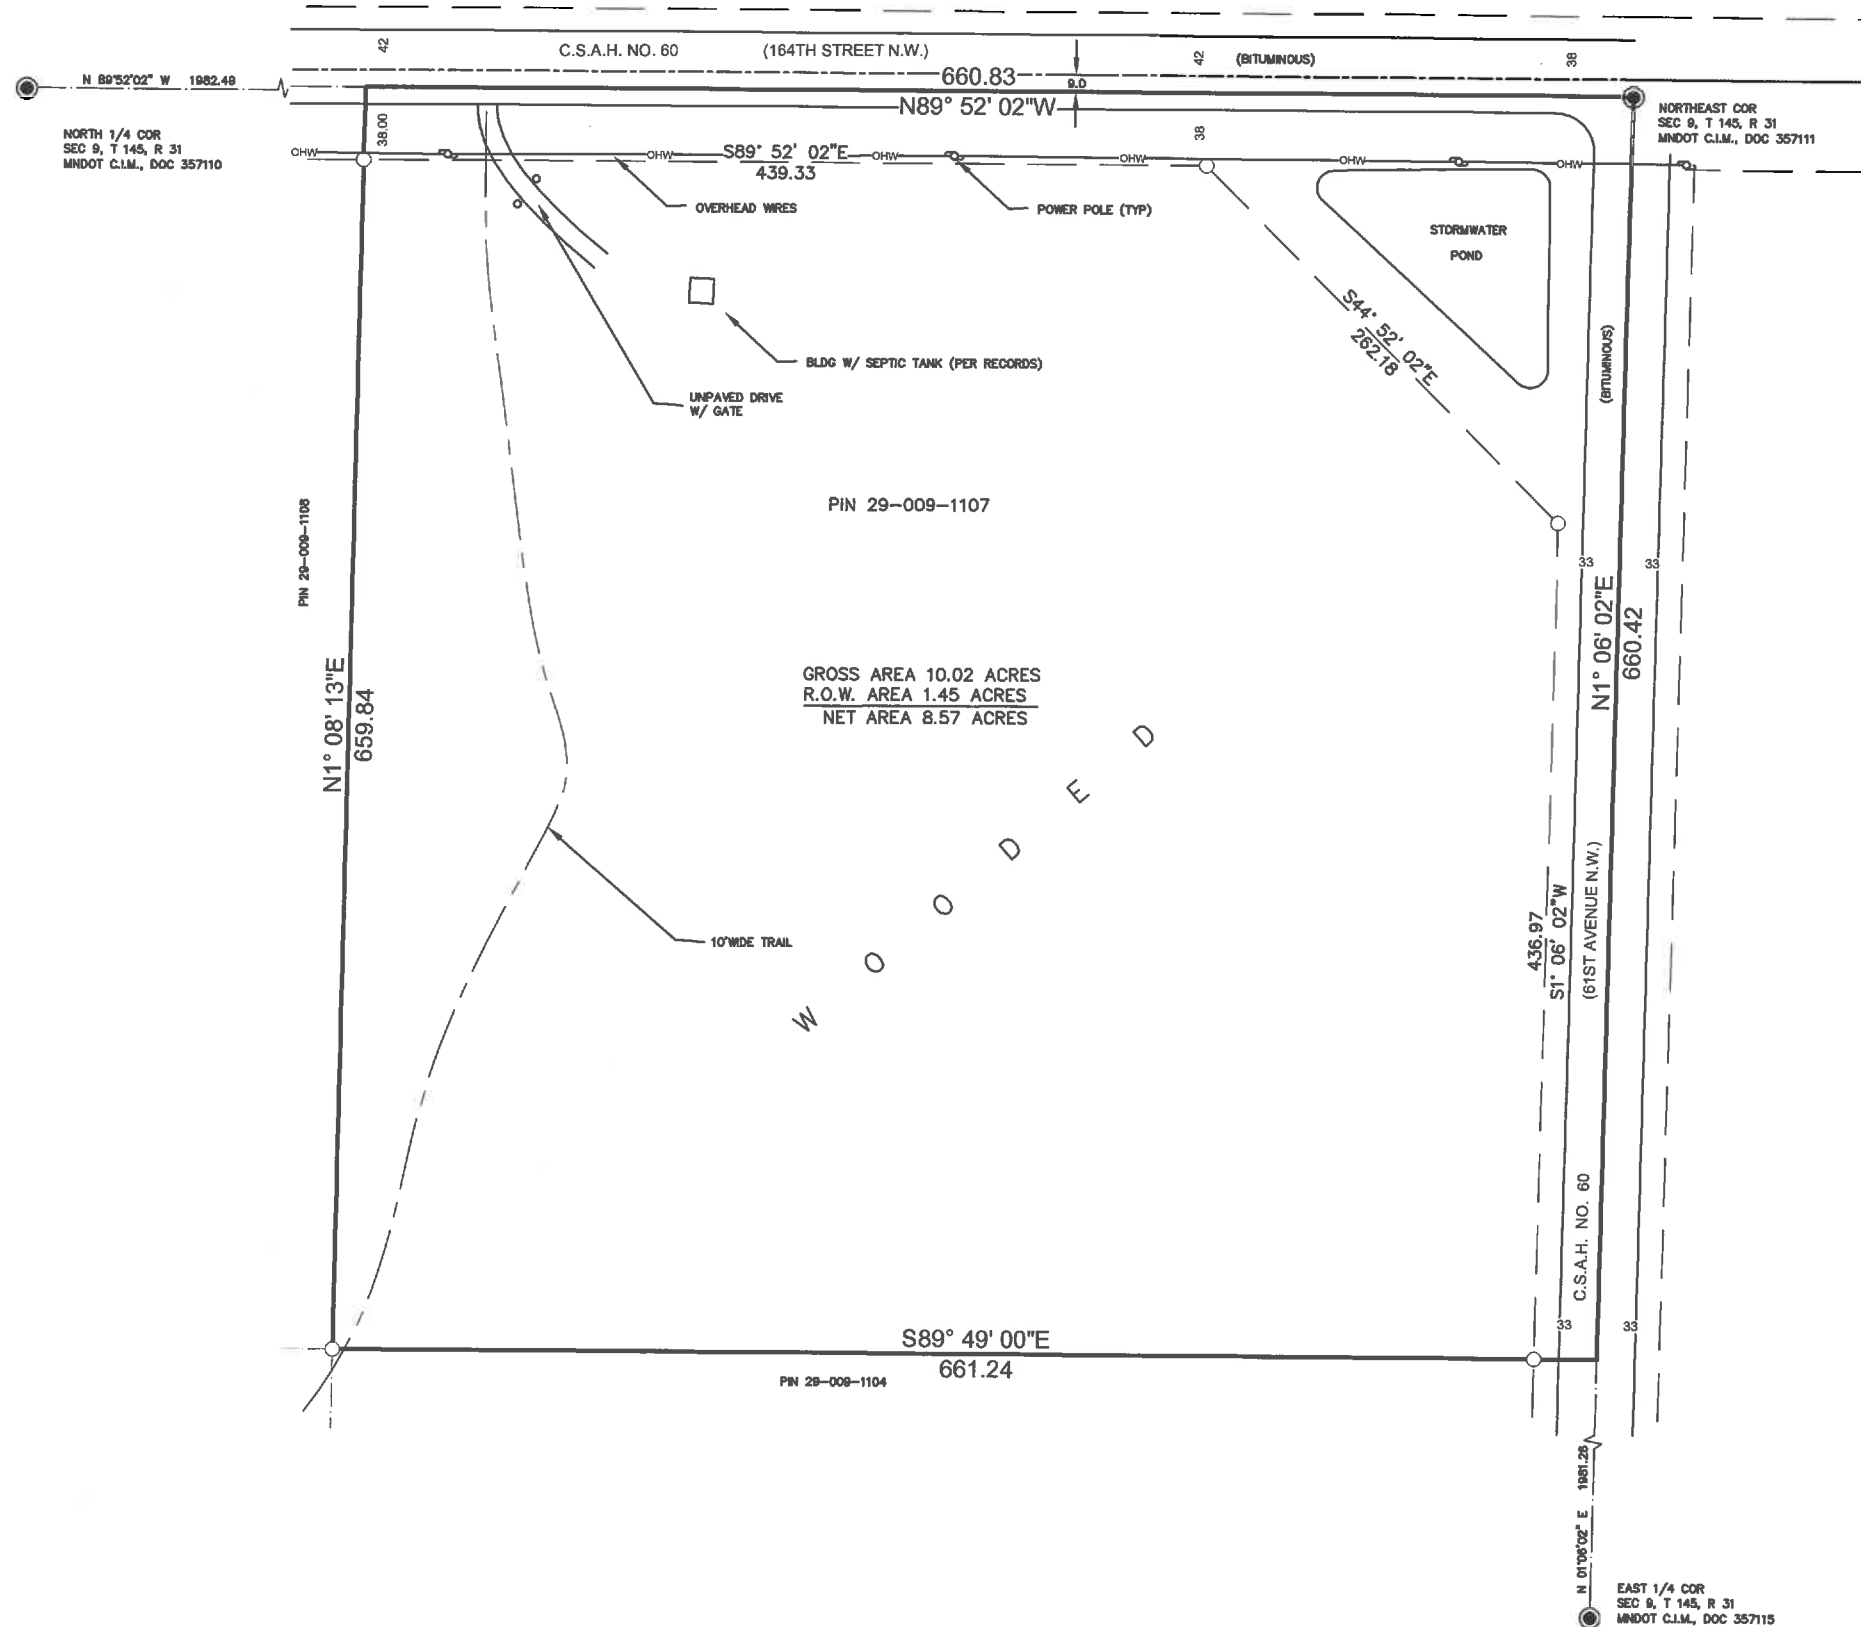 42
C.S.A.H. NO. 60
(164TH STREET N.W.)
42
(BITUMINOUS)
38
N 89°52'02" W 1982.49
660.83
9.0
N89° 52' 02"W
NORTHEAST COR
SEC 9, T 145, R 31
MNDOT C.I.M., DOC 357111
NORTH 1/4 COR
SEC 9, T 145, R 31
MNDOT C.I.M., DOC 357110
38.00
38
OHW
OHW
S89° 52' 02"E
439.33
OHW
OHW
OHW
OHW
OVERHEAD WIRES
POWER POLE (TYP)
STORMWATER
POND
S44° 52' 02"E
262.18
(BITUMINOUS)
BLDG W/ SEPTIC TANK (PER RECORDS)
UNPAVED DRIVE
W/ GATE
PIN 29-009-1107
PIN 29-009-1108
33
33
N1° 06' 02"E
660.42
N1° 08' 13"E
659.84
GROSS AREA 10.02 ACRES
R.O.W. AREA 1.45 ACRES
NET AREA 8.57 ACRES
WOODED
10'WIDE TRAIL
436.97
S1° 06' 02"W
(61ST AVENUE N.W.)
C.S.A.H. NO. 60
33
33
S89° 49' 00"E
661.24
PIN 29-009-1104
N 01°06'02" E 1981.26
EAST 1/4 COR
SEC 9, T 145, R 31
MNDOT C.I.M., DOC 357115